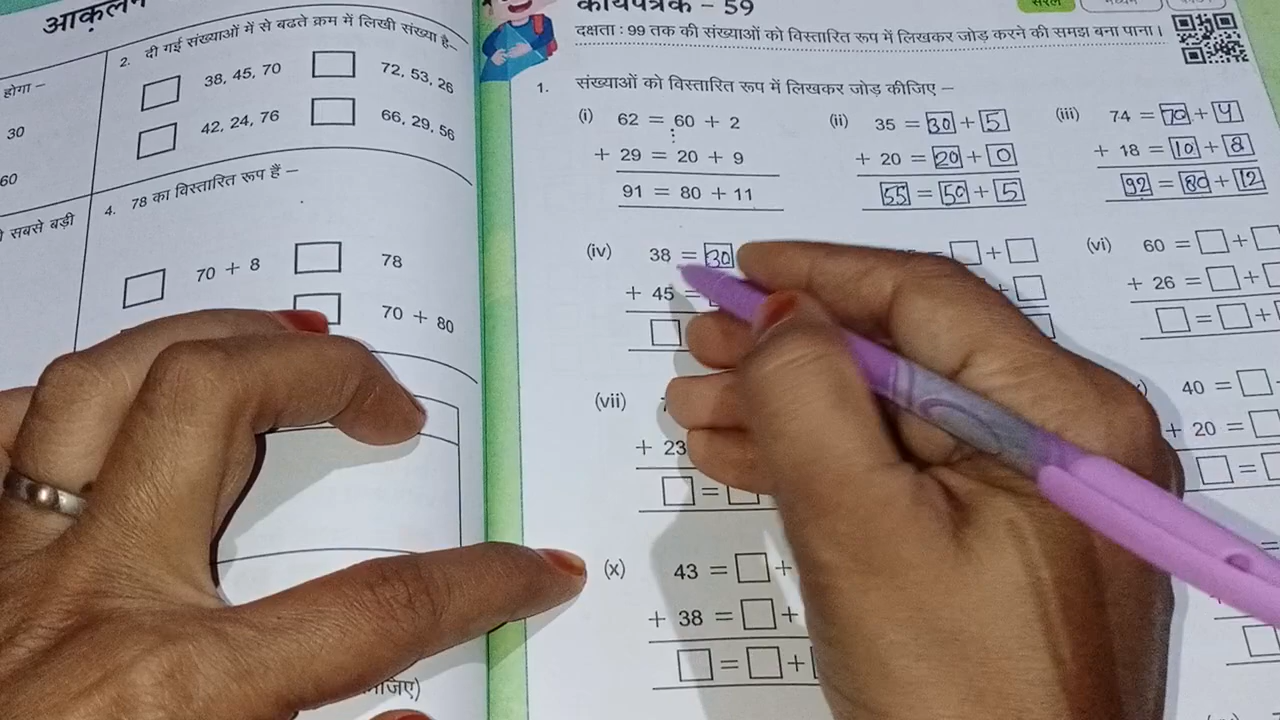 आकलन
होगा –
30
60
सबसे बड़ी
2. दी गई संख्याओं में से बढते क्रम में लिखी संख्या है–
38, 45, 70
72, 53, 26
42, 24, 76
66, 29, 56
4. 78 का विस्तारित रूप हैं –
70 + 8
78
70 + 80
कार्यपत्रक – 59
सरल
दक्षता : 99 तक की संख्याओं को विस्तारित रूप में लिखकर जोड़ करने की समझ बना पाना।
1. संख्याओं को विस्तारित रूप में लिखकर जोड़ कीजिए –
(i) 62 = 60 + 2
+ 29 = 20 + 9
91 = 80 + 11
(ii) 35 = 30 + 5
+ 20 = 20 + 0
55 = 50 + 5
(iii) 74 = 70 + 4
+ 18 = 10 + 8
92 = 80 + 12
(iv) 38 = 30
+ 45 =
= +
+
(vi) 60 = +
+ 26 = +
= +
(vii)
+ 23
=
40 =
+ 20 =
=
(x) 43 = +
+ 38 = +
= +